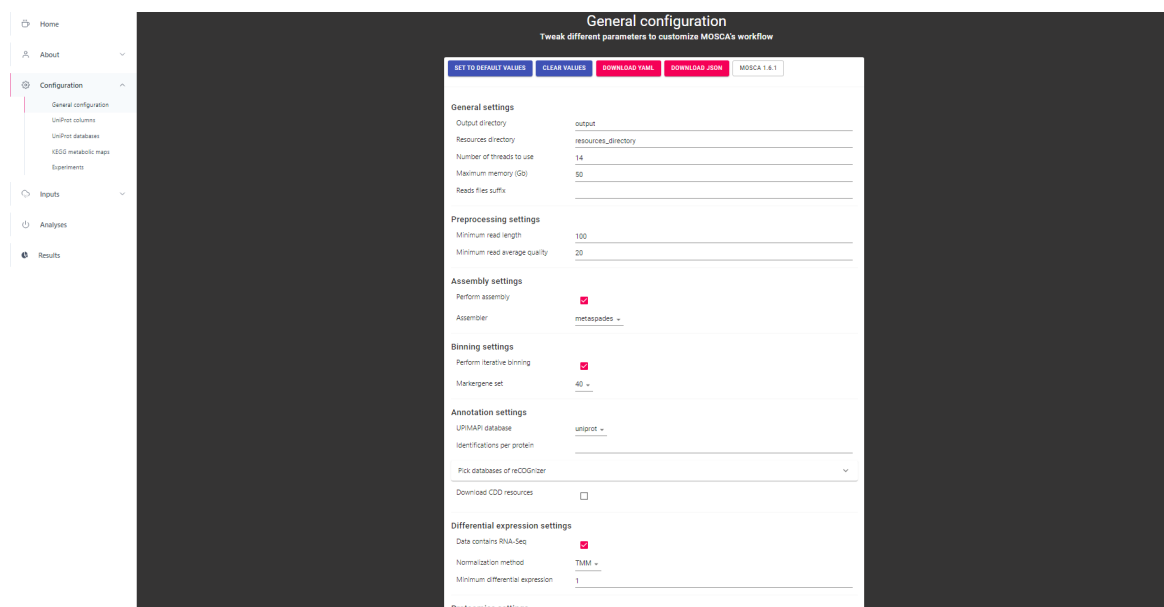 Home
About
Configuration
General configuration
UniProt columns
UniProt databases
KEGG metabolic maps
Experiments
Inputs
Analyses
Results
General configuration
Tweak different parameters to customize MOSCA's workflow
SET TO DEFAULT VALUES CLEAR VALUES DOWNLOAD YAML DOWNLOAD JSON MOSCA 1.6.1
General settings
Output directory output
Resources directory resources_directory
Number of threads to use 14
Maximum memory (Gb) 50
Reads files suffix
Preprocessing settings
Minimum read length 100
Minimum read average quality 20
Assembly settings
Perform assembly
Assembler metaspades
Binning settings
Perform iterative binning
Markergene set 40
Annotation settings
UPIMAPI database uniprot
Identifications per protein
Pick databases of reCOGnizer
Download CDD resources
Differential expression settings
Data contains RNA-Seq
Normalization method TMM
Minimum differential expression 1